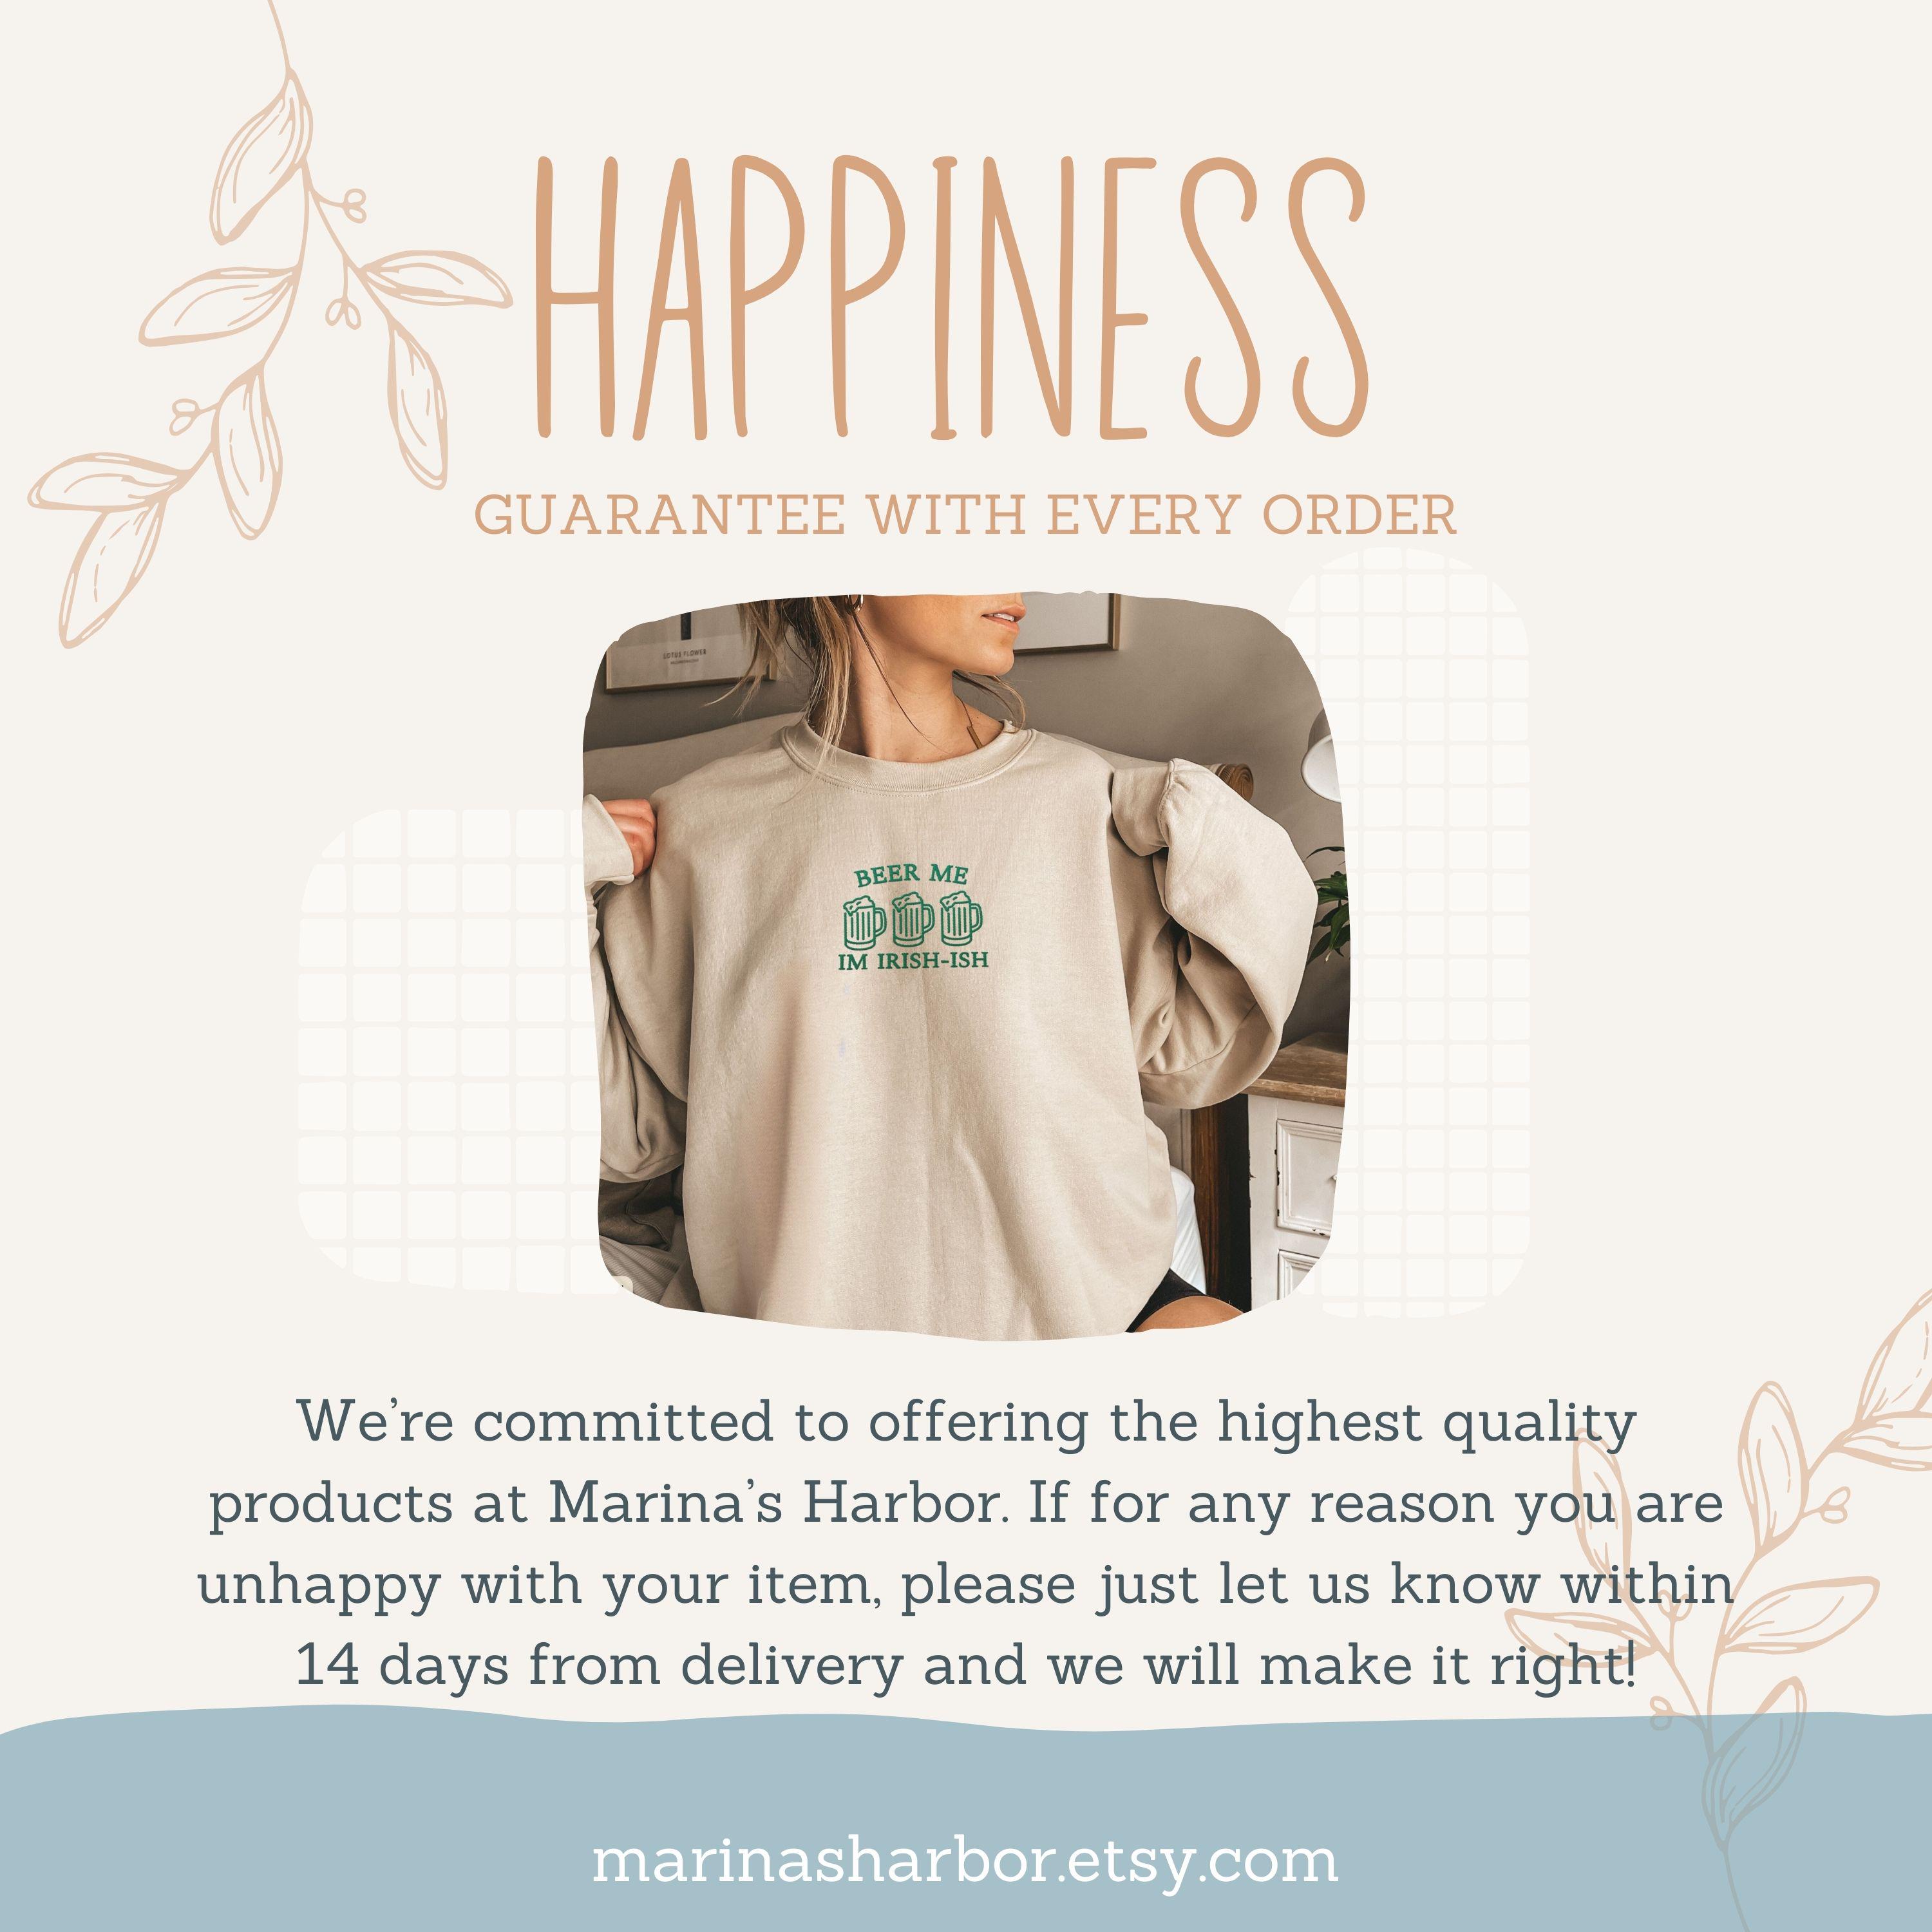 HAPPINESS
GUARANTEE WITH EVERY ORDER
LOTUS FLOWER
BEER ME
IM IRISH-ISH
We're committed to offering the highest quality
products at Marina's Harbor. If for any reason you are
unhappy with your item, please just let us know within
14 days from delivery and we will make it right!
marinasharbor.etsy.com